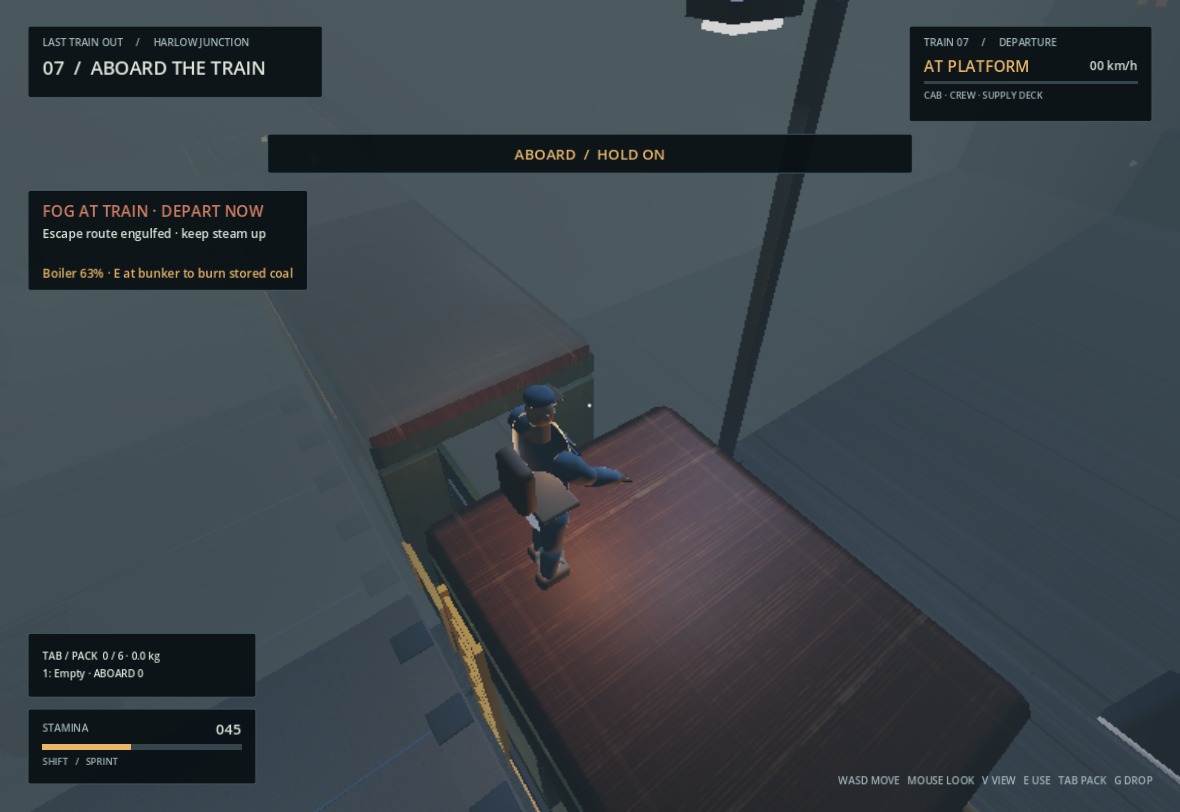 LAST TRAIN OUT / HARLOW JUNCTION
07 / ABOARD THE TRAIN
TRAIN 07 / DEPARTURE
AT PLATFORM 00 km/h
CAB · CREW · SUPPLY DECK
ABOARD / HOLD ON
FOG AT TRAIN · DEPART NOW
Escape route engulfed · keep steam up
Boiler 63% · E at bunker to burn stored coal
TAB / PACK 0 / 6 · 0.0 kg
1: Empty · ABOARD 0
STAMINA 045
SHIFT / SPRINT
WASD MOVE MOUSE LOOK V VIEW E USE TAB PACK G DROP